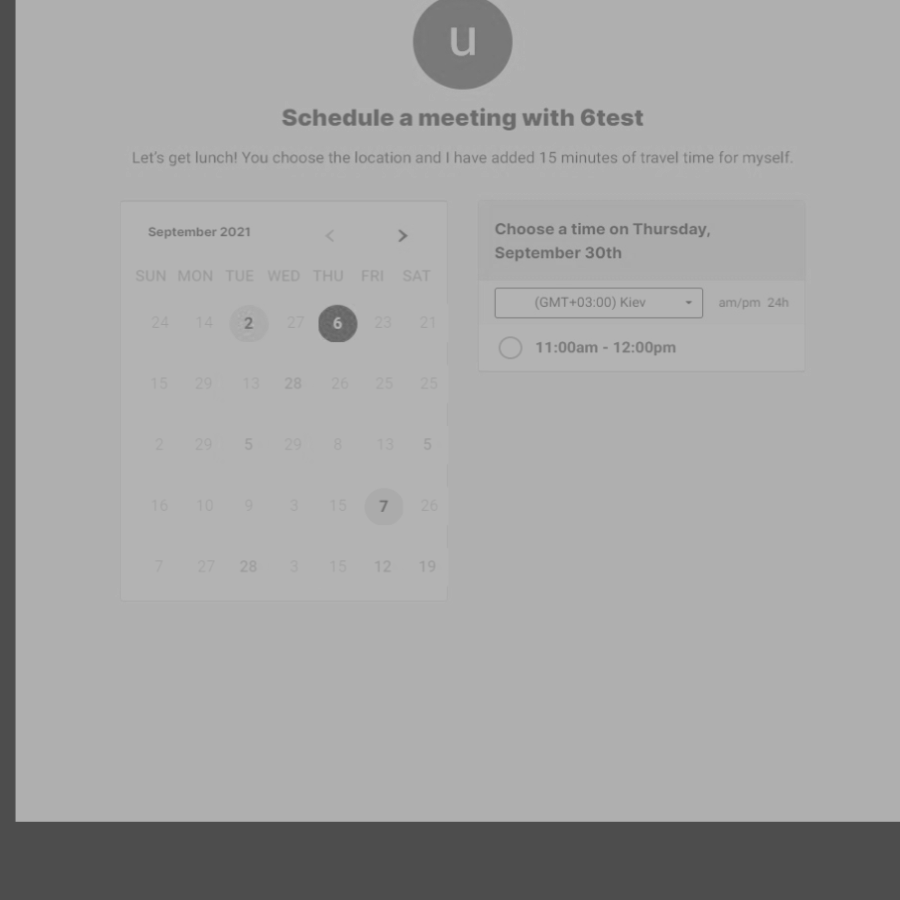 u
Schedule a meeting with 6test
Let's get lunch! You choose the location and I have added 15 minutes of travel time for myself.
September 2021
SUN MON TUE WED THU FRI SAT
24 14 2 27 6 23 21
15 29 13 28 26 25 25
2 29 5 29 8 13 5
16 10 9 3 15 7 26
7 27 28 3 15 12 19
Choose a time on Thursday,
September 30th
(GMT+03:00) Kiev am/pm 24h
11:00am - 12:00pm